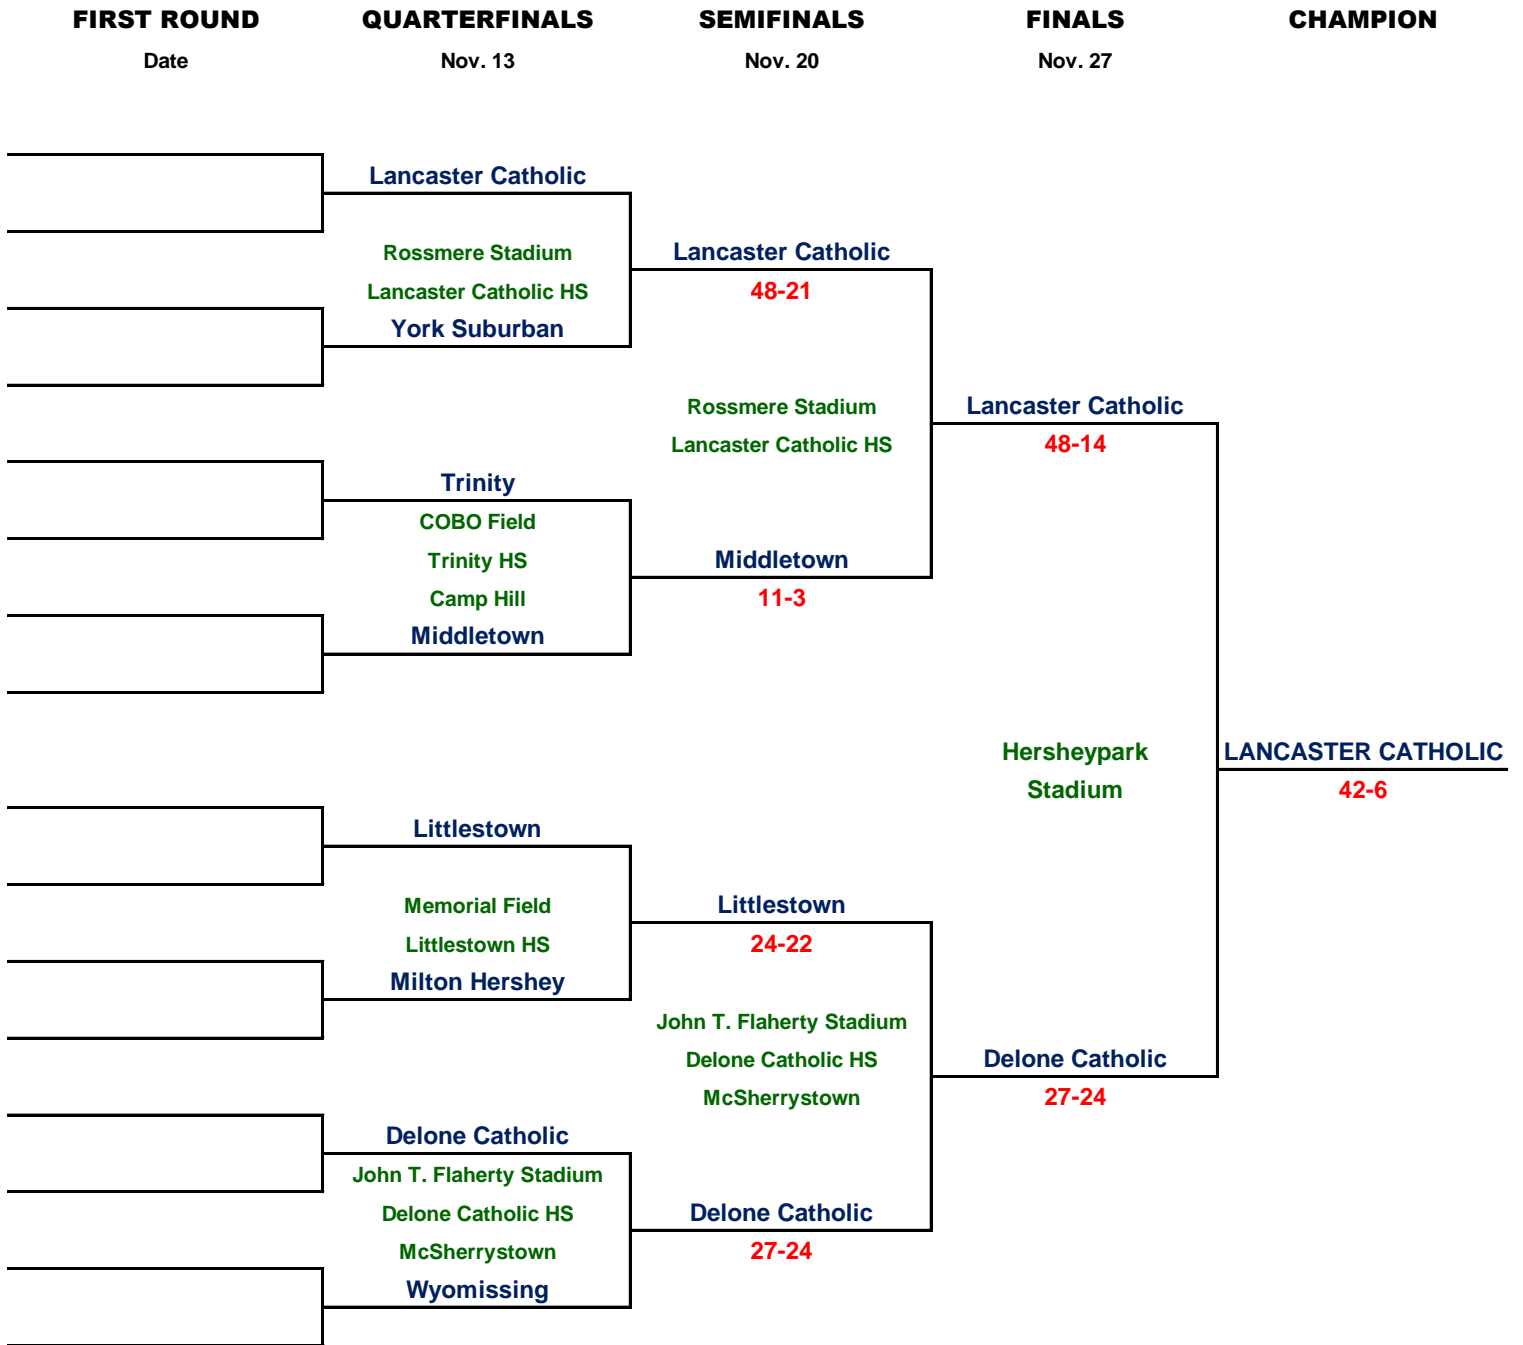 FIRST ROUND
QUARTERFINALS
SEMIFINALS
FINALS
CHAMPION
Date
Nov. 13
Nov. 20
Nov. 27
Lancaster Catholic
Rossmere Stadium
Lancaster Catholic HS
York Suburban
Trinity
COBO Field
Trinity HS
Camp Hill
Middletown
Littlestown
Memorial Field
Littlestown HS
Milton Hershey
Delone Catholic
John T. Flaherty Stadium
Delone Catholic HS
McSherrystown
Wyomissing
Lancaster Catholic
48-21
Rossmere Stadium
Lancaster Catholic HS
Middletown
11-3
Littlestown
24-22
John T. Flaherty Stadium
Delone Catholic HS
McSherrystown
Delone Catholic
27-24
Lancaster Catholic
48-14
Hersheypark
Stadium
Delone Catholic
27-24
LANCASTER CATHOLIC
42-6